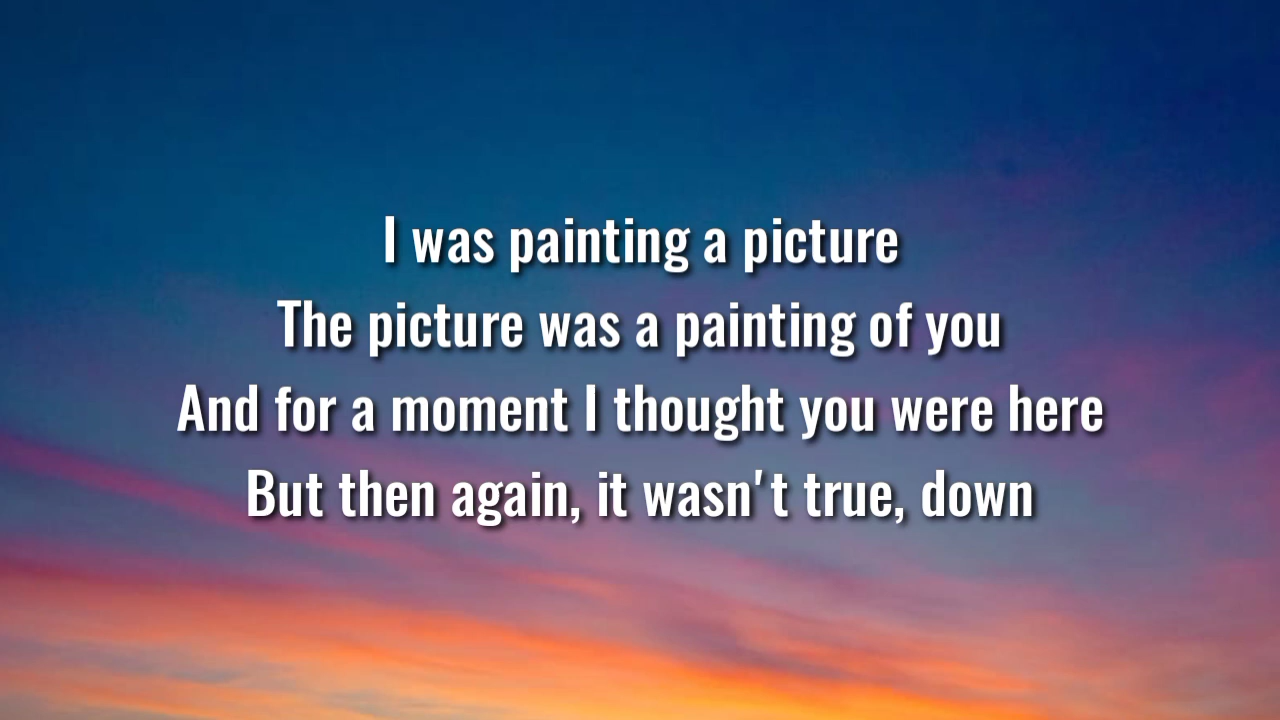 I was painting a picture
The picture was a painting of you
And for a moment I thought you were here
But then again, it wasn't true, down